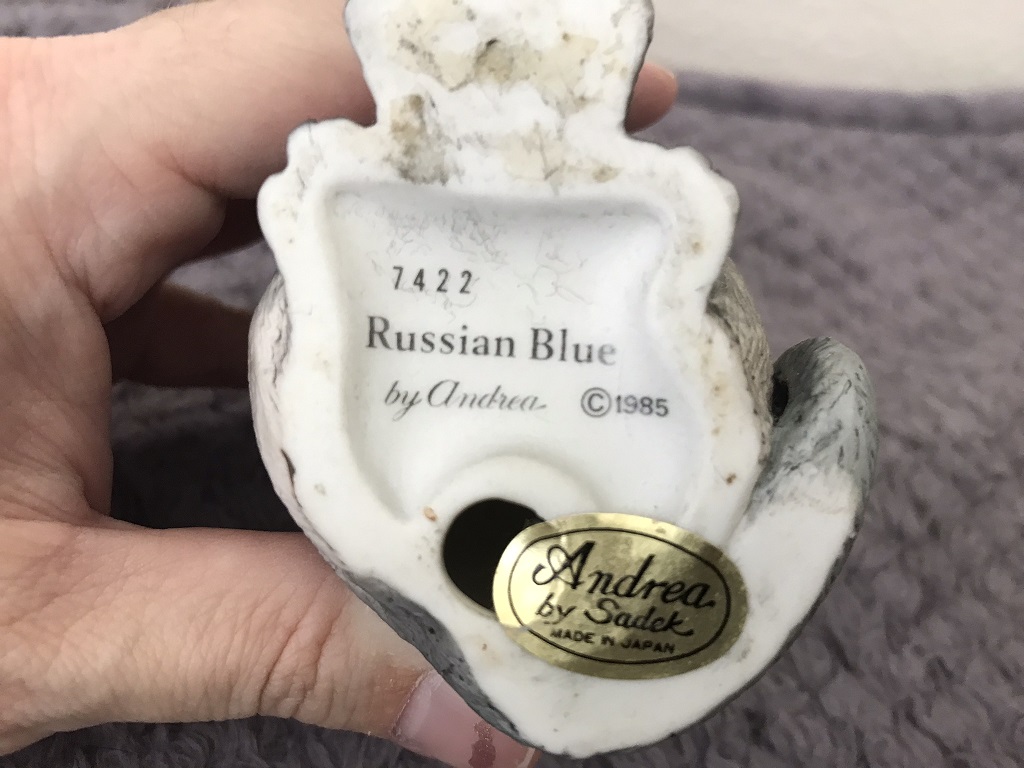 7422
Russian Blue
by Andrea ©1985
Andrea
by Sadek
MADE IN JAPAN